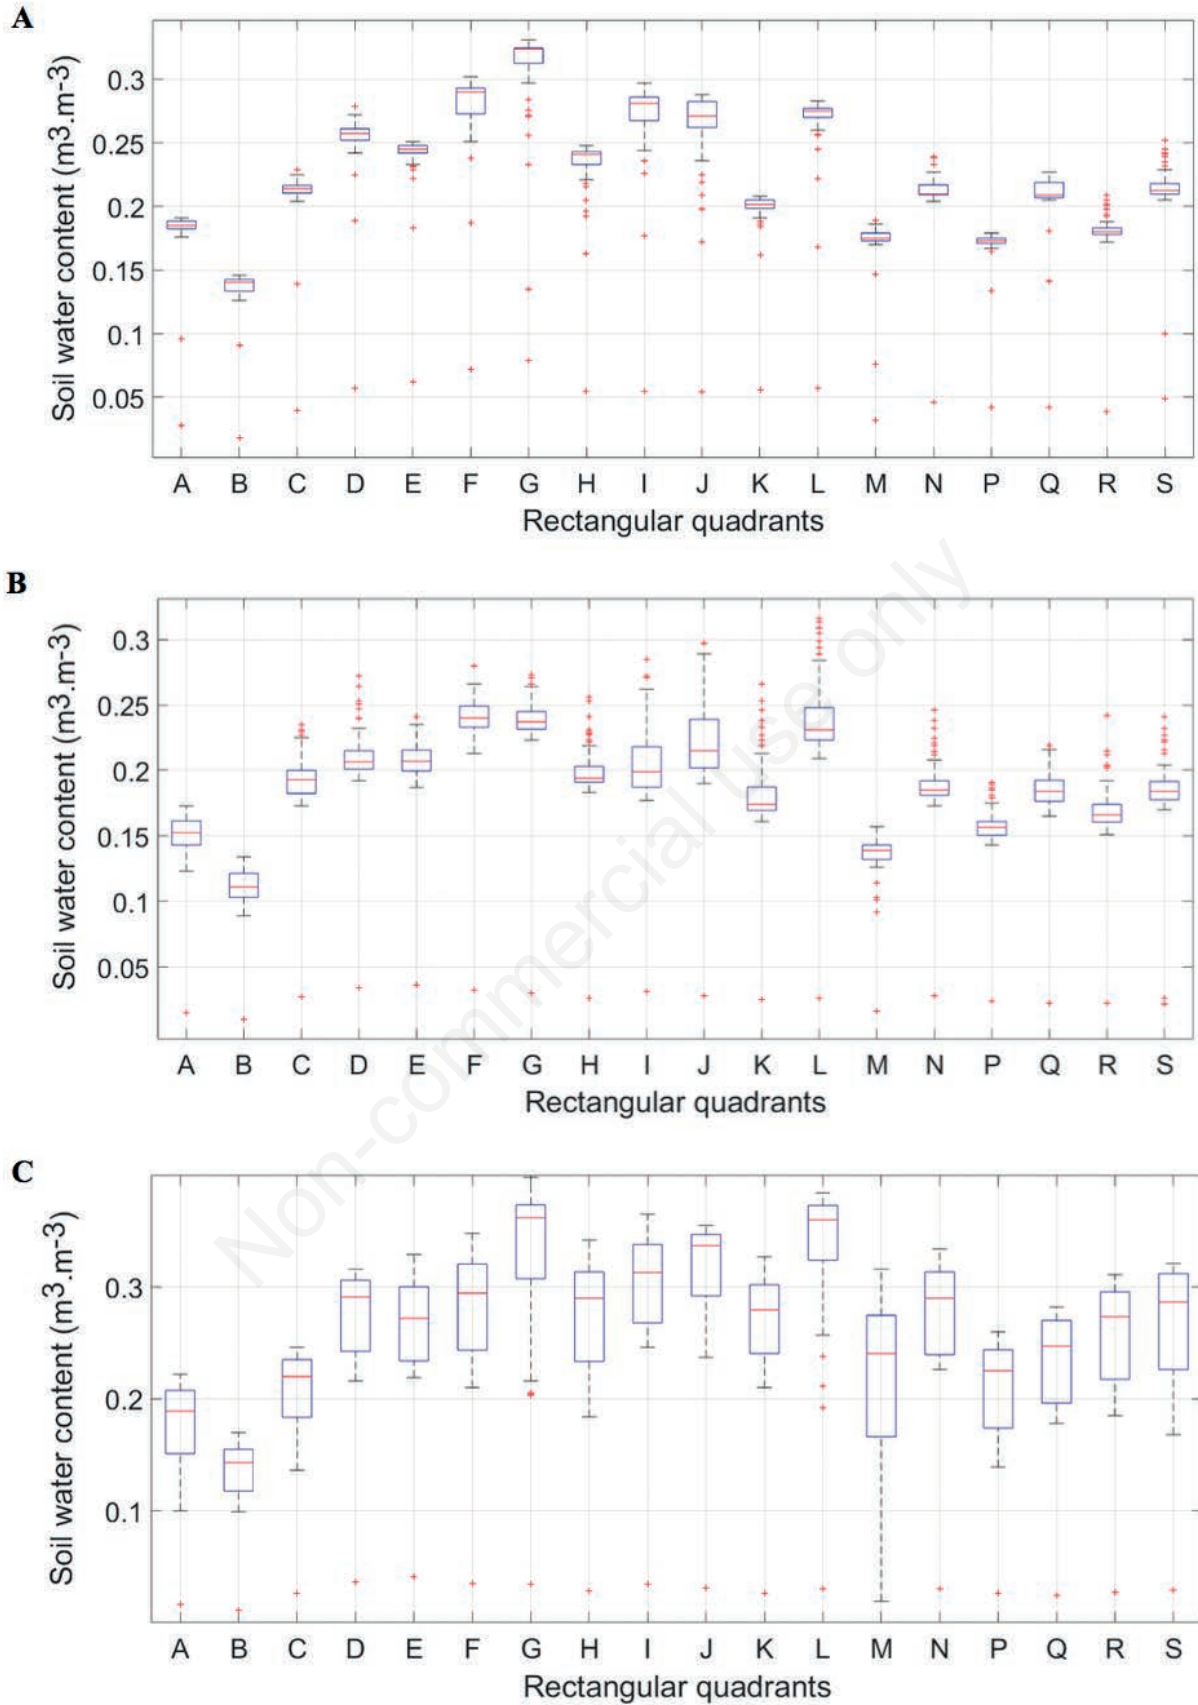 A
Soil water content (m3.m-3)
0.3
0.25
0.2
0.15
0.1
0.05
A B C D E F G H I J K L M N P Q R S
Rectangular quadrants
B
Soil water content (m3.m-3)
0.3
0.25
0.2
0.15
0.1
0.05
A B C D E F G H I J K L M N P Q R S
Rectangular quadrants
C
Soil water content (m3.m-3)
0.3
0.2
0.1
A B C D E F G H I J K L M N P Q R S
Rectangular quadrants
Non-commercial use only